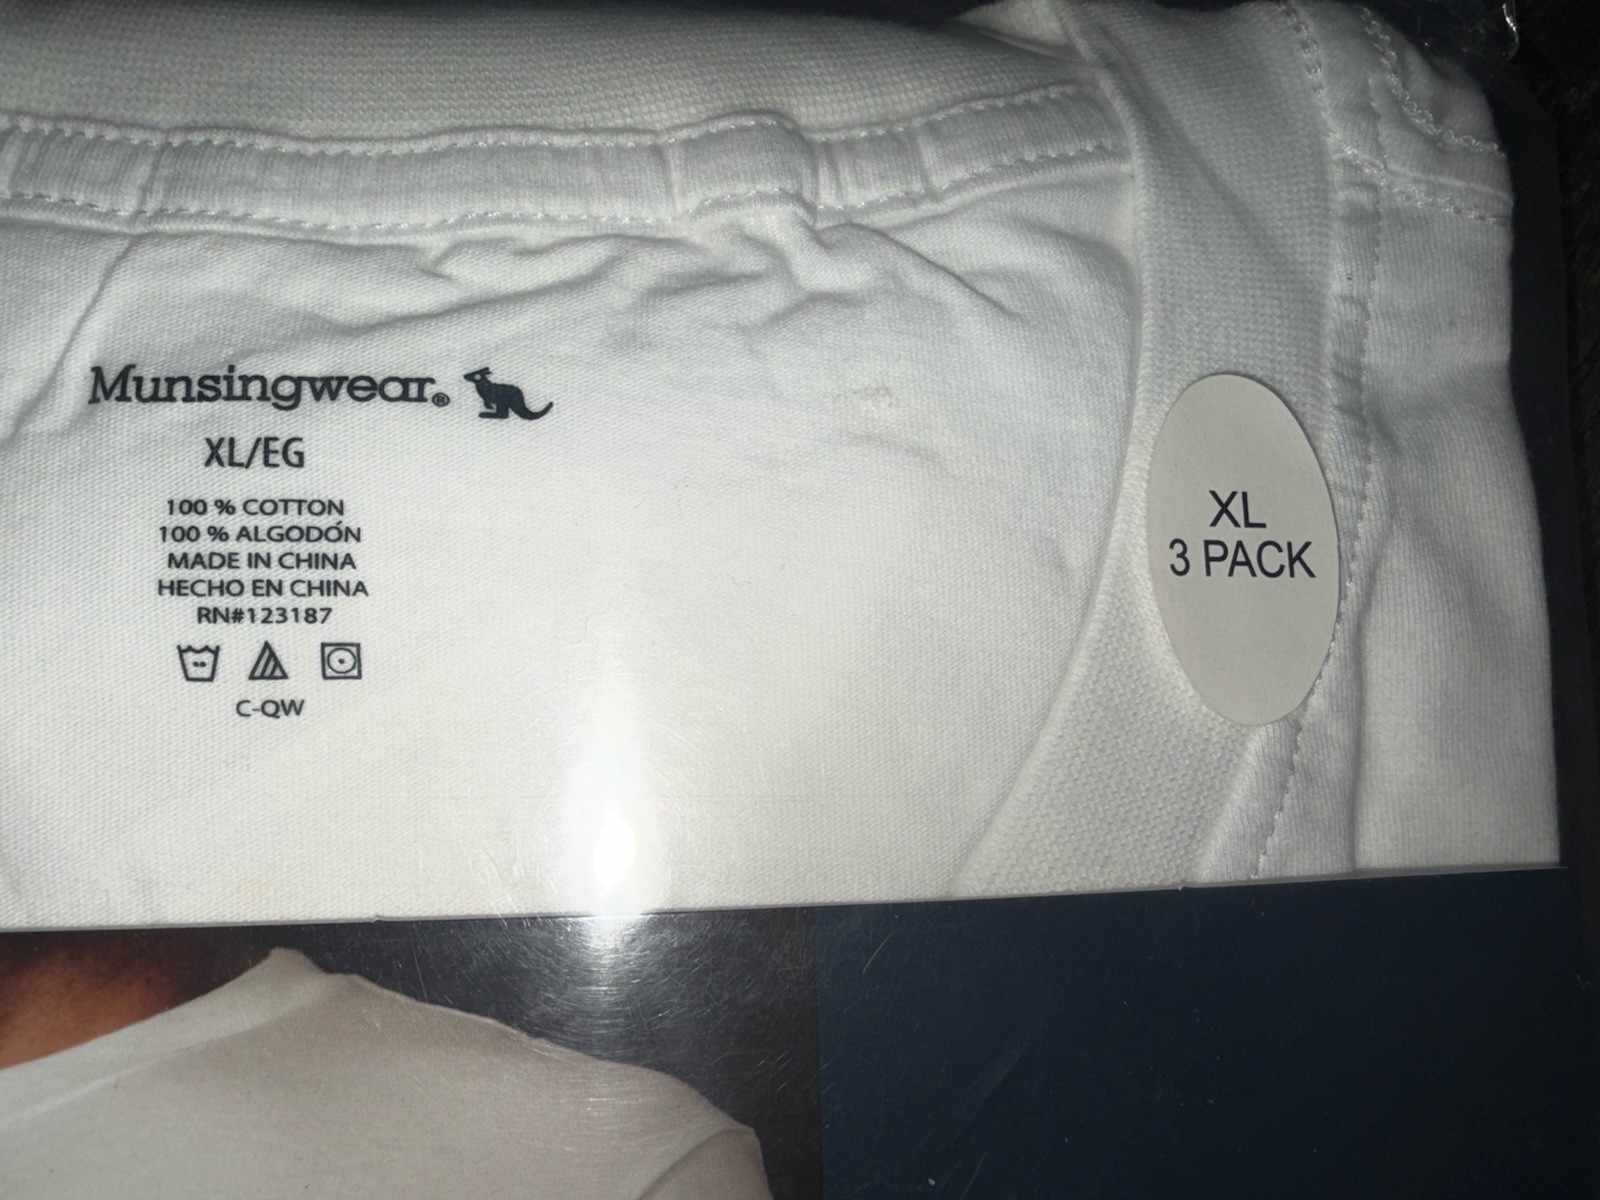 Munsingwear®
XL/EG
100 % COTTON
100 % ALGODÓN
MADE IN CHINA
HECHO EN CHINA
RN#123187
C-QW
XL
3 PACK